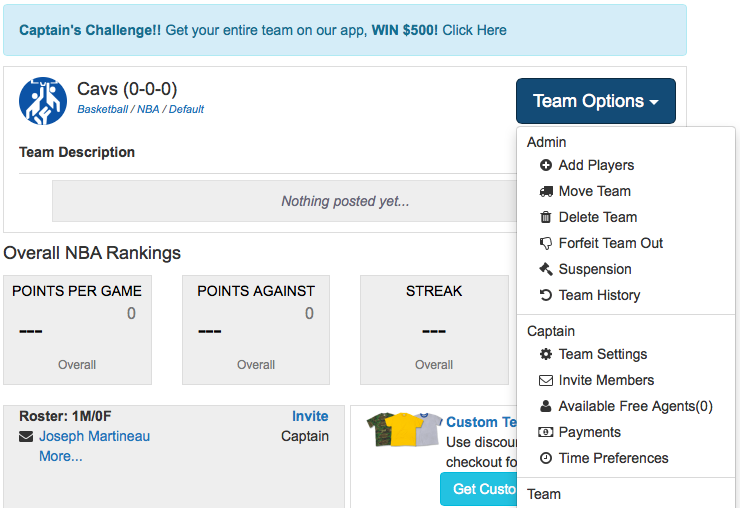 Captain's Challenge!! Get your entire team on our app, WIN $500! Click Here
Cavs (0-0-0)
Basketball / NBA / Default
Team Options
Team Description
Nothing posted yet...
Admin
Add Players
Move Team
Delete Team
Forfeit Team Out
Suspension
Team History
Captain
Team Settings
Invite Members
Available Free Agents(0)
Payments
Time Preferences
Team
Overall NBA Rankings
POINTS PER GAME
0
---
Overall
POINTS AGAINST
0
---
Overall
STREAK
---
Overall
Roster: 1M/0F Invite
Joseph Martineau Captain
More...
Custom Te
Use discou
checkout fo
Get Custo